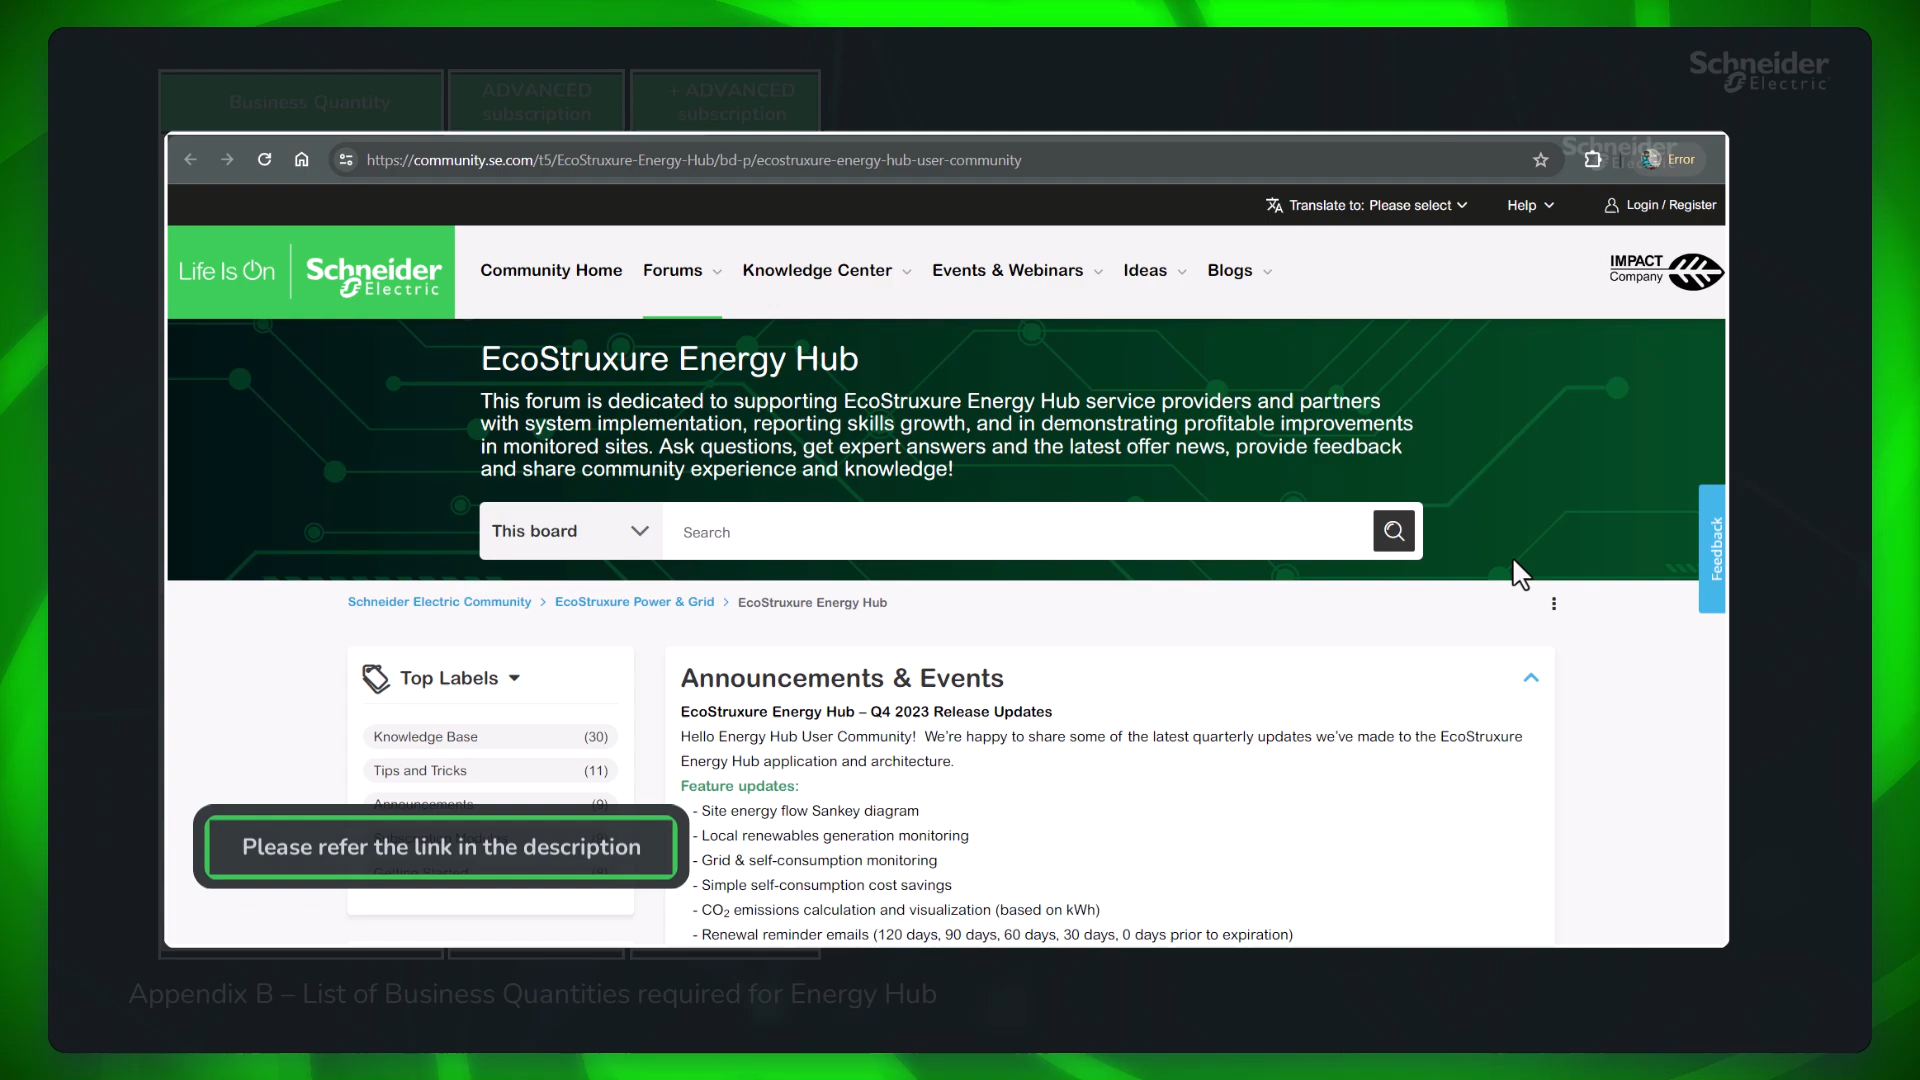 Schneider
Electric
Business Quantity
ADVANCED
subscription
+ ADVANCED
subscription
https://community.se.com/t5/EcoStruxure-Energy-Hub/bd-p/ecostruxure-energy-hub-user-community
Schneider
Error
Translate to: Please select
Help
Login / Register
Life Is On
Schneider
Electric
Community Home
Forums
Knowledge Center
Events & Webinars
Ideas
Blogs
IMPACT
Company
EcoStruxure Energy Hub
This forum is dedicated to supporting EcoStruxure Energy Hub service providers and partners
with system implementation, reporting skills growth, and in demonstrating profitable improvements
in monitored sites. Ask questions, get expert answers and the latest offer news, provide feedback
and share community experience and knowledge!
This board
Search
Feedback
Schneider Electric Community > EcoStruxure Power & Grid > EcoStruxure Energy Hub
Top Labels
Knowledge Base (30)
Tips and Tricks (11)
Announcements (9)
Please refer the link in the description
Getting Started
Announcements & Events
EcoStruxure Energy Hub – Q4 2023 Release Updates
Hello Energy Hub User Community! We're happy to share some of the latest quarterly updates we've made to the EcoStruxure
Energy Hub application and architecture.
Feature updates:
- Site energy flow Sankey diagram
- Local renewables generation monitoring
- Grid & self-consumption monitoring
- Simple self-consumption cost savings
- CO₂ emissions calculation and visualization (based on kWh)
- Renewal reminder emails (120 days, 90 days, 60 days, 30 days, 0 days prior to expiration)
Appendix B – List of Business Quantities required for Energy Hub